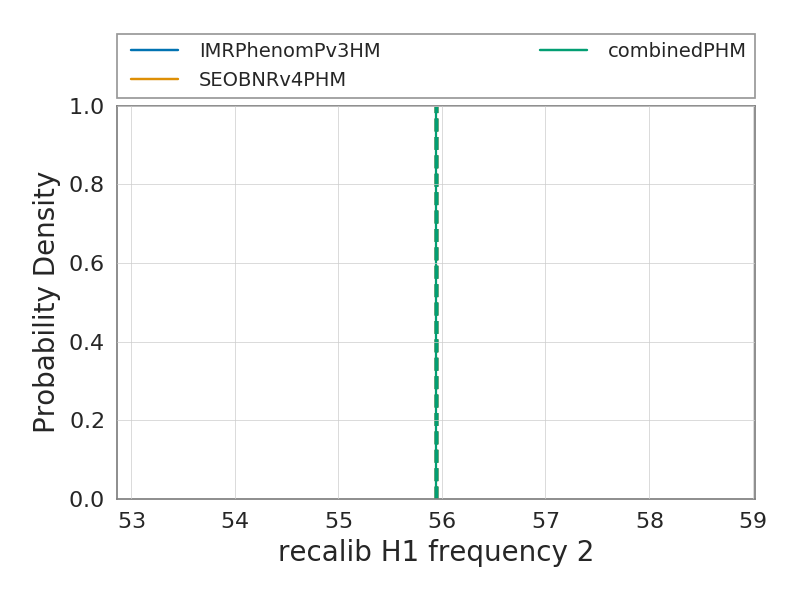 IMRPhenomPv3HM
SEOBNRv4PHM
combinedPHM
Probability Density
1.0
0.8
0.6
0.4
0.2
0.0
53 54 55 56 57 58 59
recalib H1 frequency 2